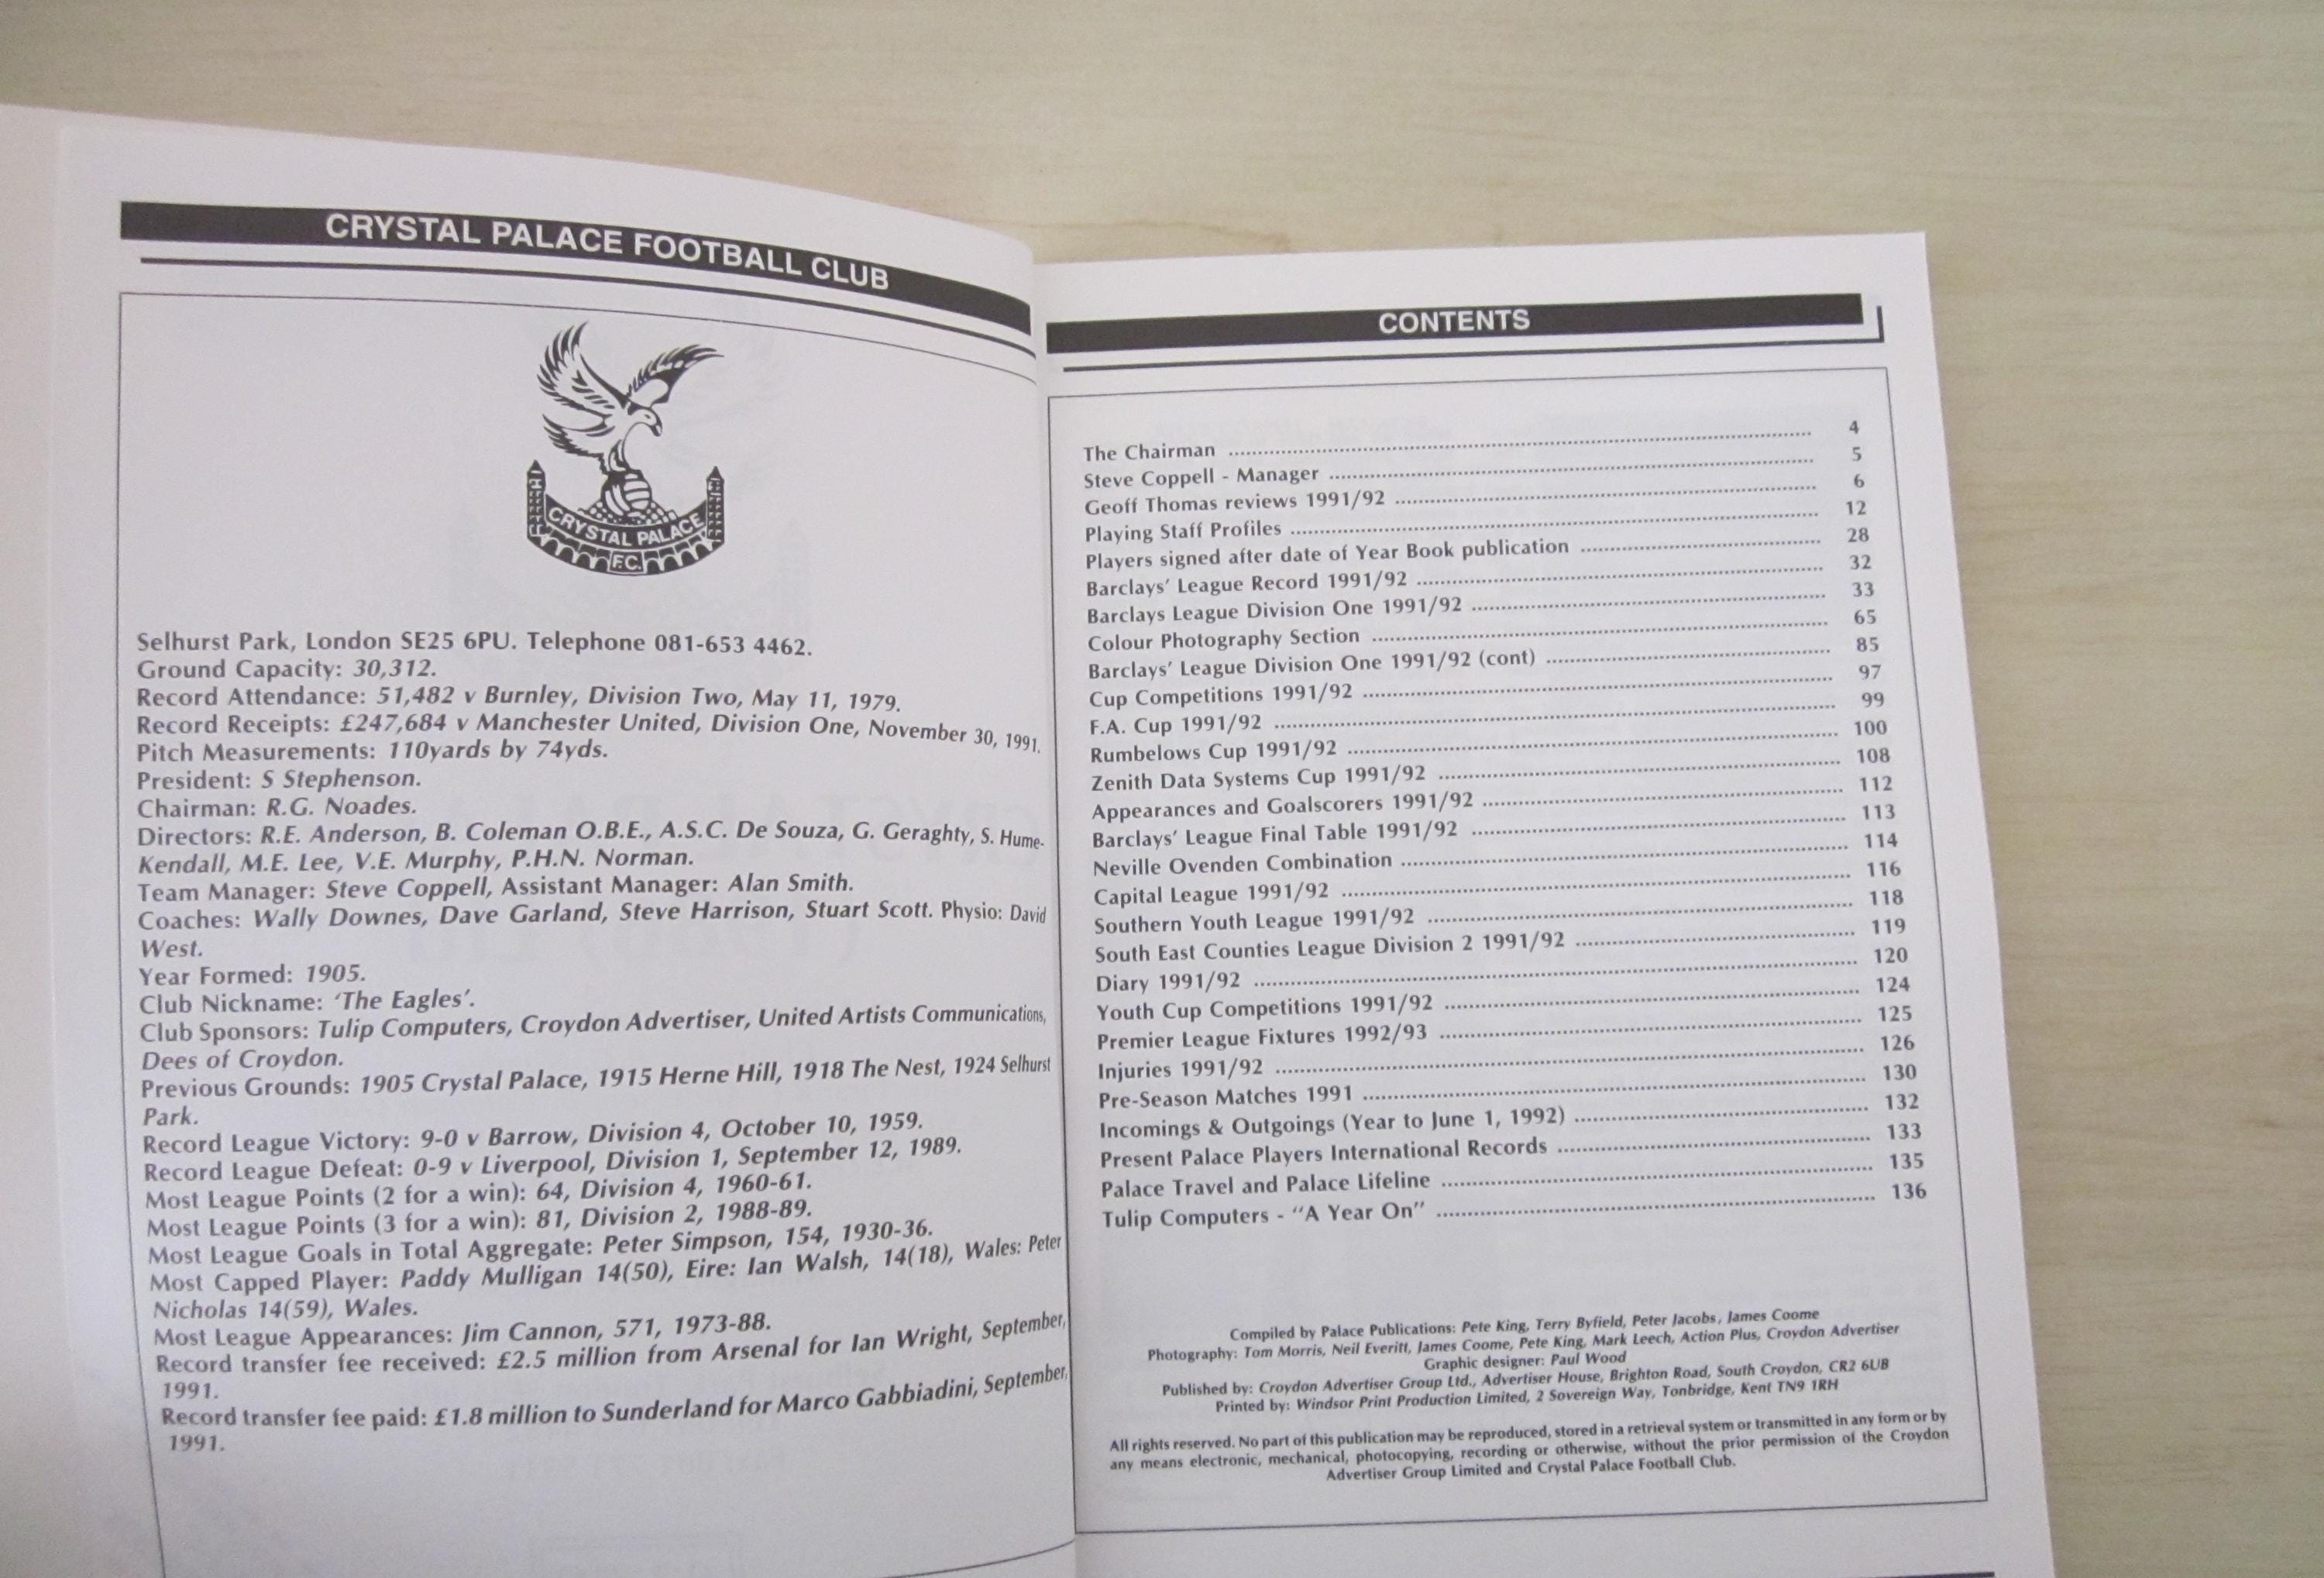 CRYSTAL PALACE FOOTBALL CLUB
CRYSTAL PALACE
F.C.
Selhurst Park, London SE25 6PU. Telephone 081-653 4462.
Ground Capacity: 30,312.
Record Attendance: 51,482 v Burnley, Division Two, May 11, 1979.
Record Receipts: £247,684 v Manchester United, Division One, November 30, 1991.
Pitch Measurements: 110yards by 74yds.
President: S Stephenson.
Chairman: R.G. Noades.
Directors: R.E. Anderson, B. Coleman O.B.E., A.S.C. De Souza, G. Geraghty, S. Hume-
Kendall, M.E. Lee, V.E. Murphy, P.H.N. Norman.
Team Manager: Steve Coppell, Assistant Manager: Alan Smith.
Coaches: Wally Downes, Dave Garland, Steve Harrison, Stuart Scott. Physio: David
West.
Year Formed: 1905.
Club Nickname: ‘The Eagles’.
Club Sponsors: Tulip Computers, Croydon Advertiser, United Artists Communications,
Dees of Croydon.
Previous Grounds: 1905 Crystal Palace, 1915 Herne Hill, 1918 The Nest, 1924 Selhurst
Park.
Record League Victory: 9-0 v Barrow, Division 4, October 10, 1959.
Record League Defeat: 0-9 v Liverpool, Division 1, September 12, 1989.
Most League Points (2 for a win): 64, Division 4, 1960-61.
Most League Points (3 for a win): 81, Division 2, 1988-89.
Most League Goals in Total Aggregate: Peter Simpson, 154, 1930-36.
Most Capped Player: Paddy Mulligan 14(50), Eire: Ian Walsh, 14(18), Wales: Peter
Nicholas 14(59), Wales.
Most League Appearances: Jim Cannon, 571, 1973-88.
Record transfer fee received: £2.5 million from Arsenal for Ian Wright, September,
1991.
Record transfer fee paid: £1.8 million to Sunderland for Marco Gabbiadini, September,
1991.
CONTENTS
The Chairman ........ 4
Steve Coppell - Manager ........ 5
Geoff Thomas reviews 1991/92 ........ 6
Playing Staff Profiles ........ 12
Players signed after date of Year Book publication ........ 28
Barclays’ League Record 1991/92 ........ 32
Barclays League Division One 1991/92 ........ 33
Colour Photography Section ........ 65
Barclays’ League Division One 1991/92 (cont) ........ 85
Cup Competitions 1991/92 ........ 97
F.A. Cup 1991/92 ........ 99
Rumbelows Cup 1991/92 ........ 100
Zenith Data Systems Cup 1991/92 ........ 108
Appearances and Goalscorers 1991/92 ........ 112
Barclays’ League Final Table 1991/92 ........ 113
Neville Ovenden Combination ........ 114
Capital League 1991/92 ........ 116
Southern Youth League 1991/92 ........ 118
South East Counties League Division 2 1991/92 ........ 119
Diary 1991/92 ........ 120
Youth Cup Competitions 1991/92 ........ 124
Premier League Fixtures 1992/93 ........ 125
Injuries 1991/92 ........ 126
Pre-Season Matches 1991 ........ 130
Incomings & Outgoings (Year to June 1, 1992) ........ 132
Present Palace Players International Records ........ 133
Palace Travel and Palace Lifeline ........ 135
Tulip Computers - “A Year On” ........ 136
Compiled by Palace Publications: Pete King, Terry Byfield, Peter Jacobs, James Coome
Photography: Tom Morris, Neil Everitt, James Coome, Pete King, Mark Leech, Action Plus, Croydon Advertiser
Graphic designer: Paul Wood
Published by: Croydon Advertiser Group Ltd., Advertiser House, Brighton Road, South Croydon, CR2 6UB
Printed by: Windsor Print Production Limited, 2 Sovereign Way, Tonbridge, Kent TN9 1RH
All rights reserved. No part of this publication may be reproduced, stored in a retrieval system or transmitted in any form or by
any means electronic, mechanical, photocopying, recording or otherwise, without the prior permission of the Croydon
Advertiser Group Limited and Crystal Palace Football Club.